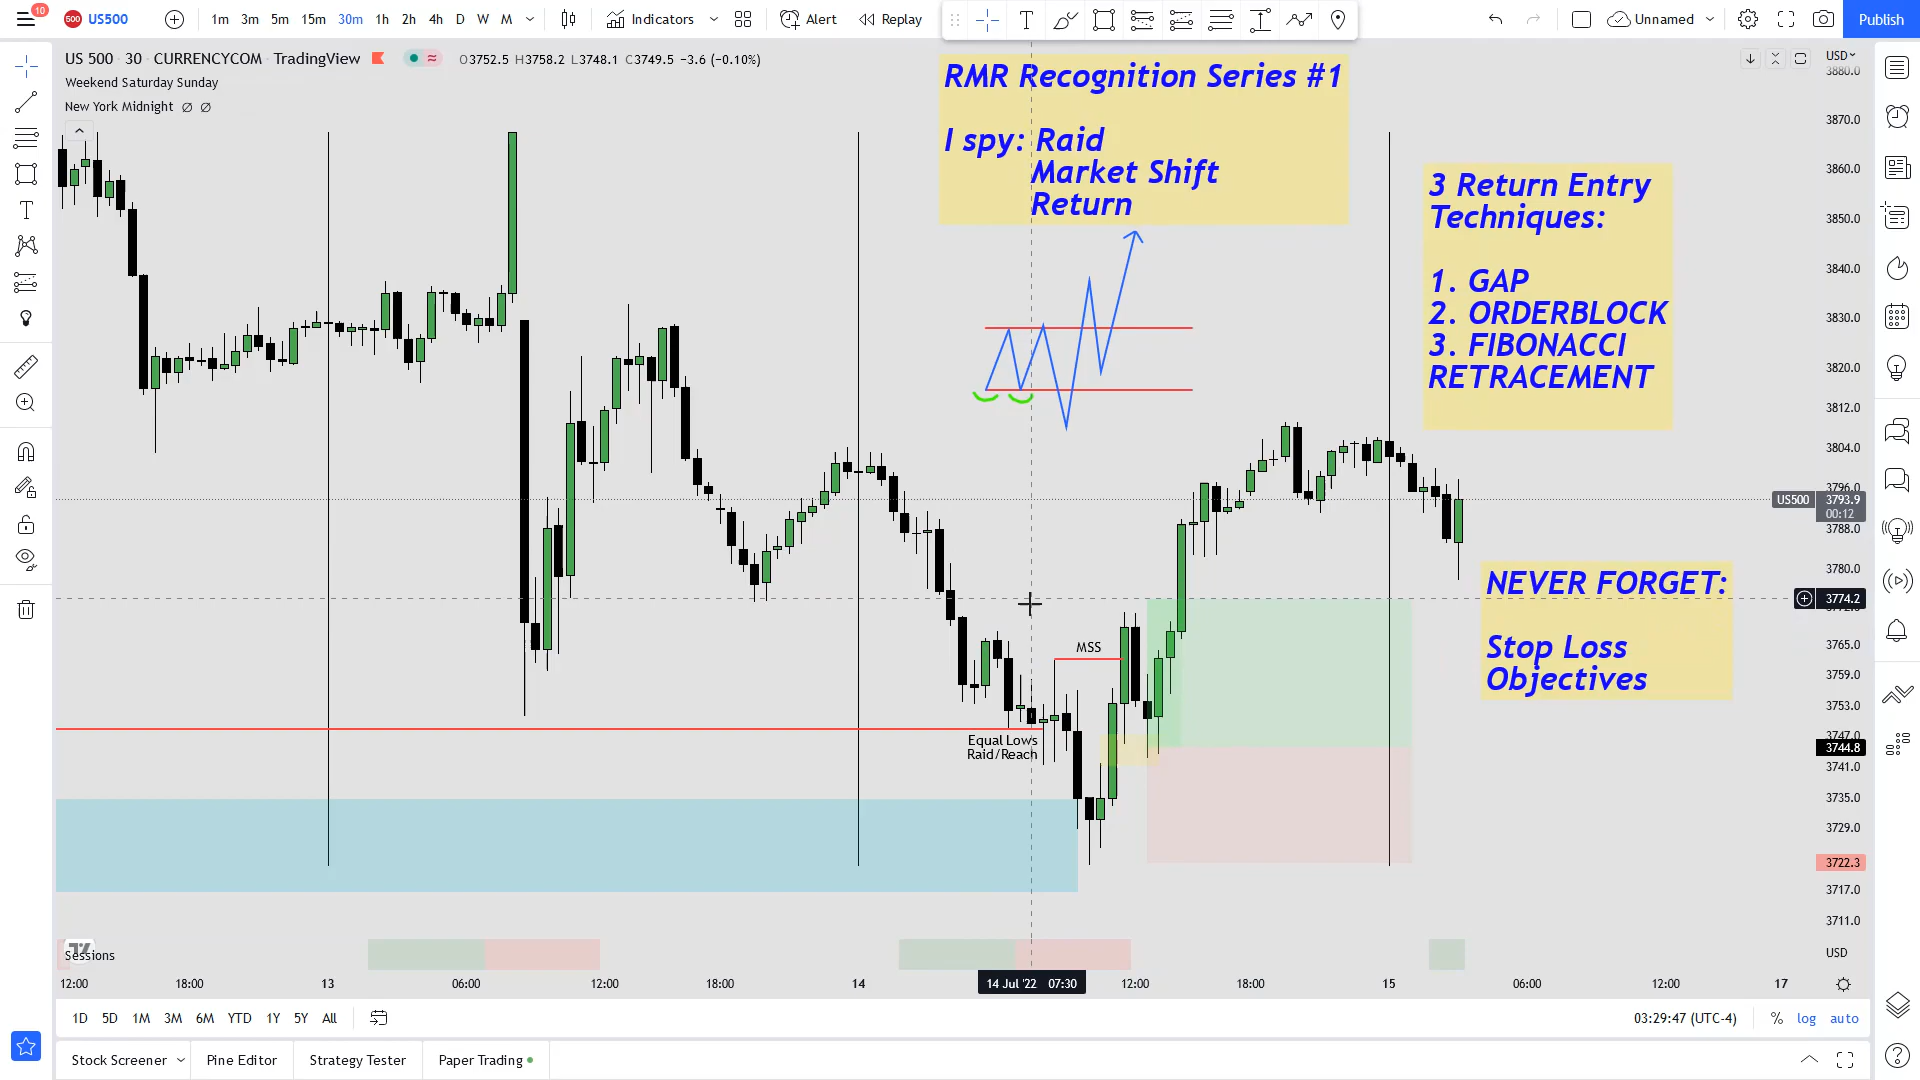 10
500
US500
1m 3m 5m 15m 30m 1h 2h 4h D W M
Indicators
Alert
Replay
Unnamed
Publish
US 500 · 30 · CURRENCYCOM · TradingView
O3752.5 H3758.2 L3748.1 C3749.5 −3.6 (−0.10%)
Weekend Saturday Sunday
New York Midnight
RMR Recognition Series #1
I spy: Raid
Market Shift
Return
3 Return Entry
Techniques:
1. GAP
2. ORDERBLOCK
3. FIBONACCI
RETRACEMENT
NEVER FORGET:
Stop Loss
Objectives
MSS
Equal Lows
Raid/Reach
USD
3880.0
3870.0
3860.0
3850.0
3840.0
3830.0
3820.0
3812.0
3804.0
3796.0
US500 3793.9
00:12
3788.0
3780.0
3774.2
3765.0
3759.0
3753.0
3747.0
3744.8
3741.0
3735.0
3729.0
3722.3
3717.0
3711.0
USD
Sessions
12:00 18:00 13 06:00 12:00 18:00 14 14 Jul '22 07:30 12:00 18:00 15 06:00 12:00 17
1D 5D 1M 3M 6M YTD 1Y 5Y All
03:29:47 (UTC-4) % log auto
Stock Screener Pine Editor Strategy Tester Paper Trading